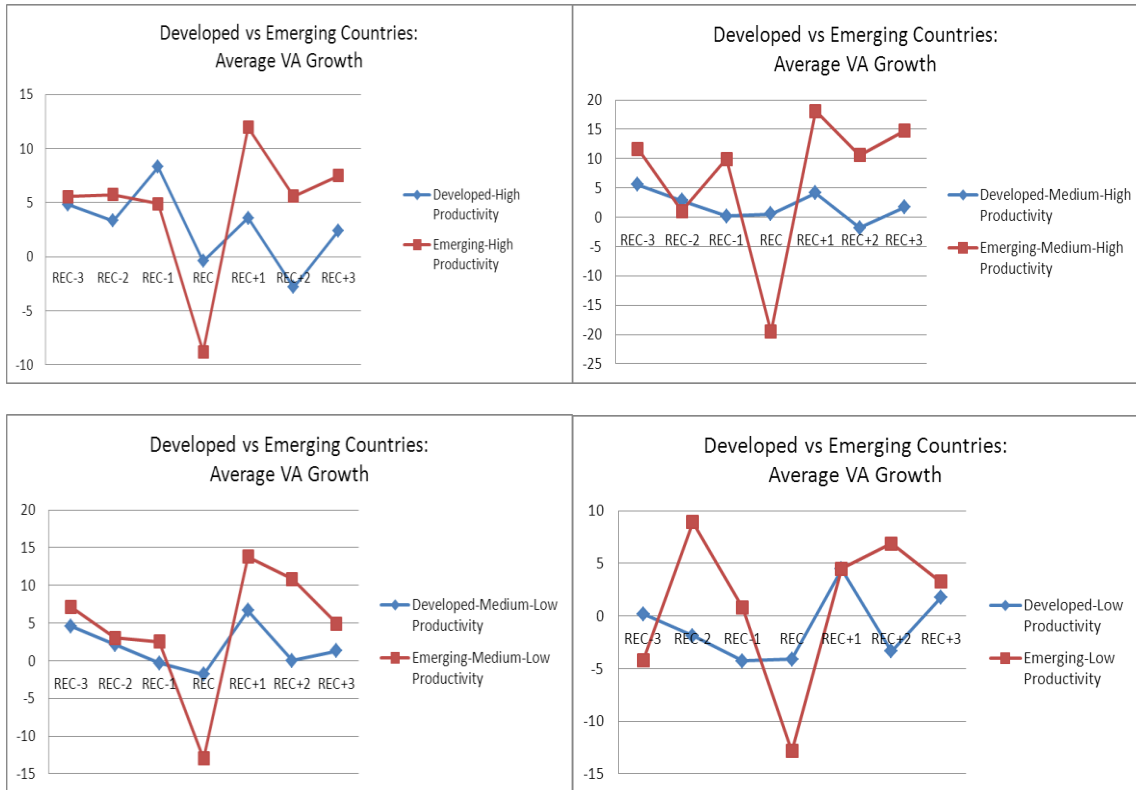 Developed vs Emerging Countries:
Average VA Growth
15
10
5
0
-5
-10
REC-3 REC-2 REC-1 REC REC+1 REC+2 REC+3
Developed-High
Productivity
Emerging-High
Productivity
Developed vs Emerging Countries:
Average VA Growth
20
15
10
5
0
-5
-10
-15
-20
-25
REC-3 REC-2 REC-1 REC REC+1 REC+2 REC+3
Developed-Medium-High
Productivity
Emerging-Medium-High
Productivity
Developed vs Emerging Countries:
Average VA Growth
20
15
10
5
0
-5
-10
-15
REC-3 REC-2 REC-1 REC REC+1 REC+2 REC+3
Developed-Medium-Low
Productivity
Emerging-Medium-Low
Productivity
Developed vs Emerging Countries:
Average VA Growth
10
5
0
-5
-10
-15
REC-3 REC-2 REC-1 REC REC+1 REC+2 REC+3
Developed-Low
Productivity
Emerging-Low
Productivity